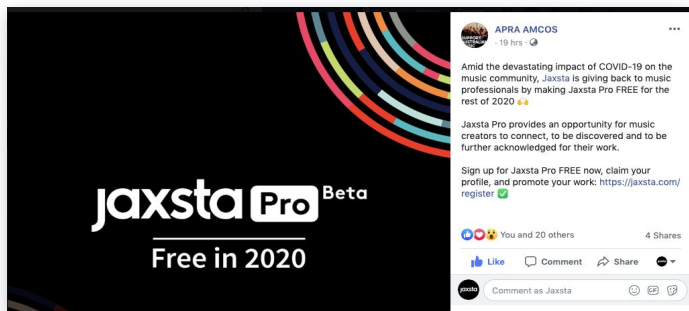 jaxsta Pro Beta
Free in 2020
SUPPORT
AUSTRALIAN
APRA AMCOS
· 19 hrs ·
Amid the devastating impact of COVID-19 on the
music community, Jaxsta is giving back to music
professionals by making Jaxsta Pro FREE for the
rest of 2020 🙌
Jaxsta Pro provides an opportunity for music
creators to connect, to be discovered and to be
further acknowledged for their work.
Sign up for Jaxsta Pro FREE now, claim your
profile, and promote your work: https://jaxsta.com/
register ✅
You and 20 others 4 Shares
Like Comment Share
jaxsta Comment as Jaxsta GIF